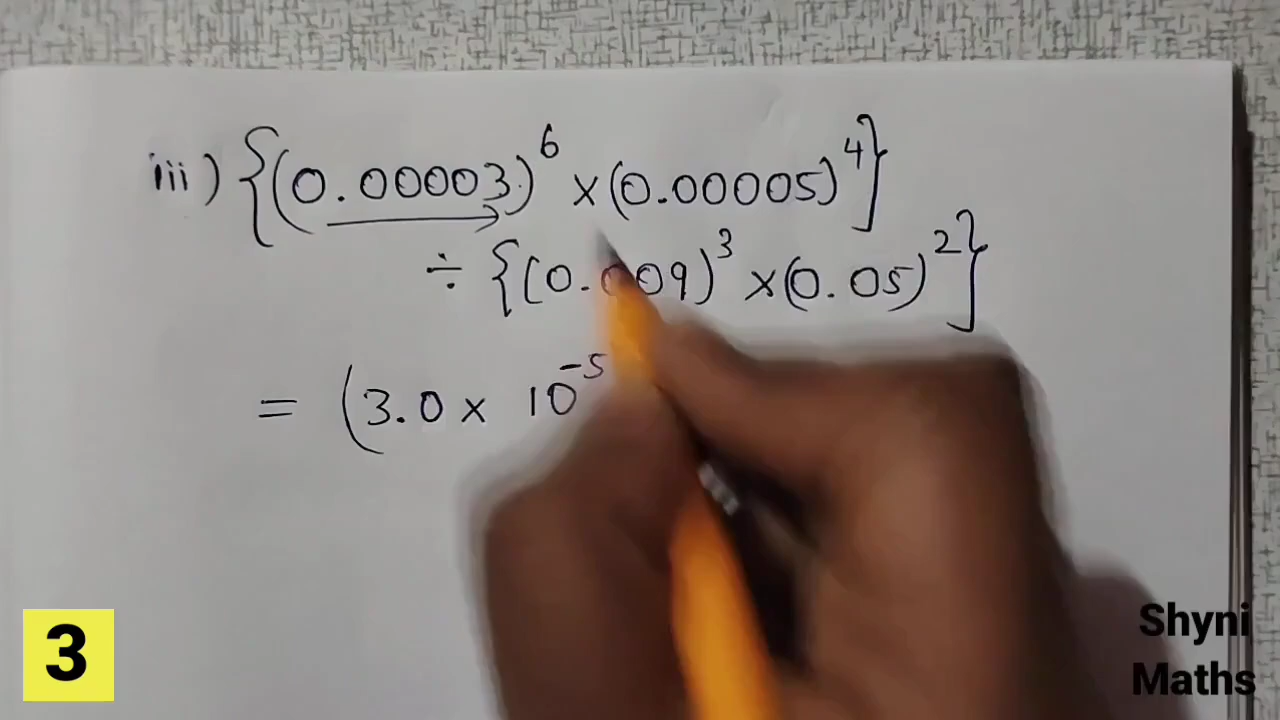 iii) {(0.00003)^6 × (0.00005)^4}
÷ {(0.009)^3 × (0.05)^2}
= (3.0 × 10^-5
3
Shyni
Maths